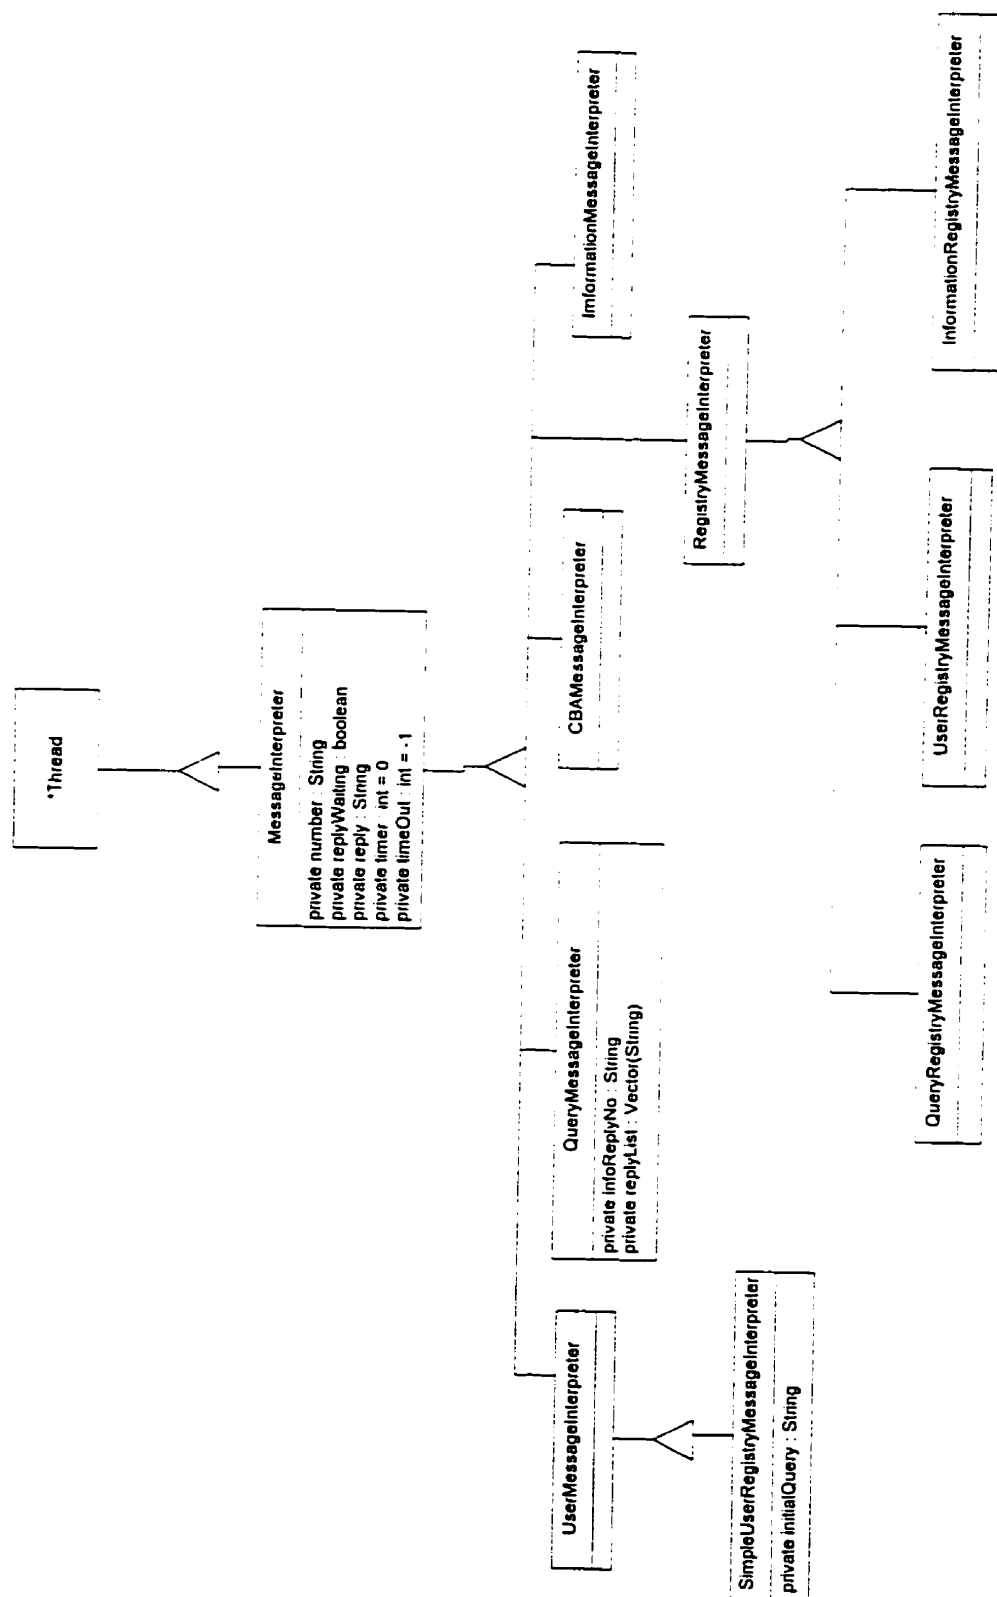 *Thread
MessageInterpreter
private number : String
private replyWaiting : boolean
private reply : String
private timer : int = 0
private timeOut : int = -1
UserMessageInterpreter
QueryMessageInterpreter
private infoReplyNo : String
private replyList : Vector(String)
CBAMessageInterpreter
ImformationMessageInterpreter
RegistryMessageInterpreter
SimpleUserRegistryMessageInterpreter
private initialQuery : String
QueryRegistryMessageInterpreter
UserRegistryMessageInterpreter
InformationRegistryMessageInterpreter